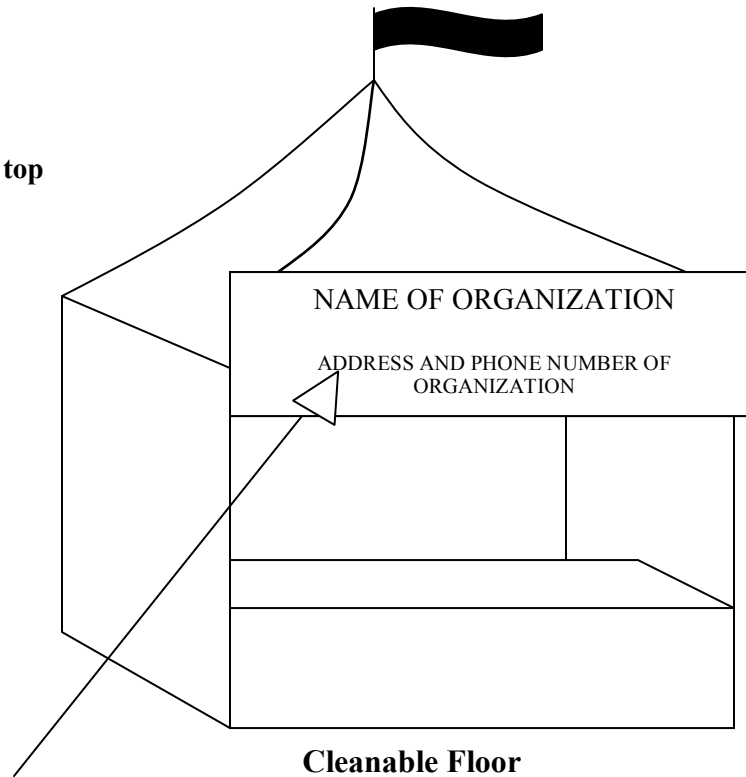 top
NAME OF ORGANIZATION
ADDRESS AND PHONE NUMBER OF
ORGANIZATION
Cleanable Floor